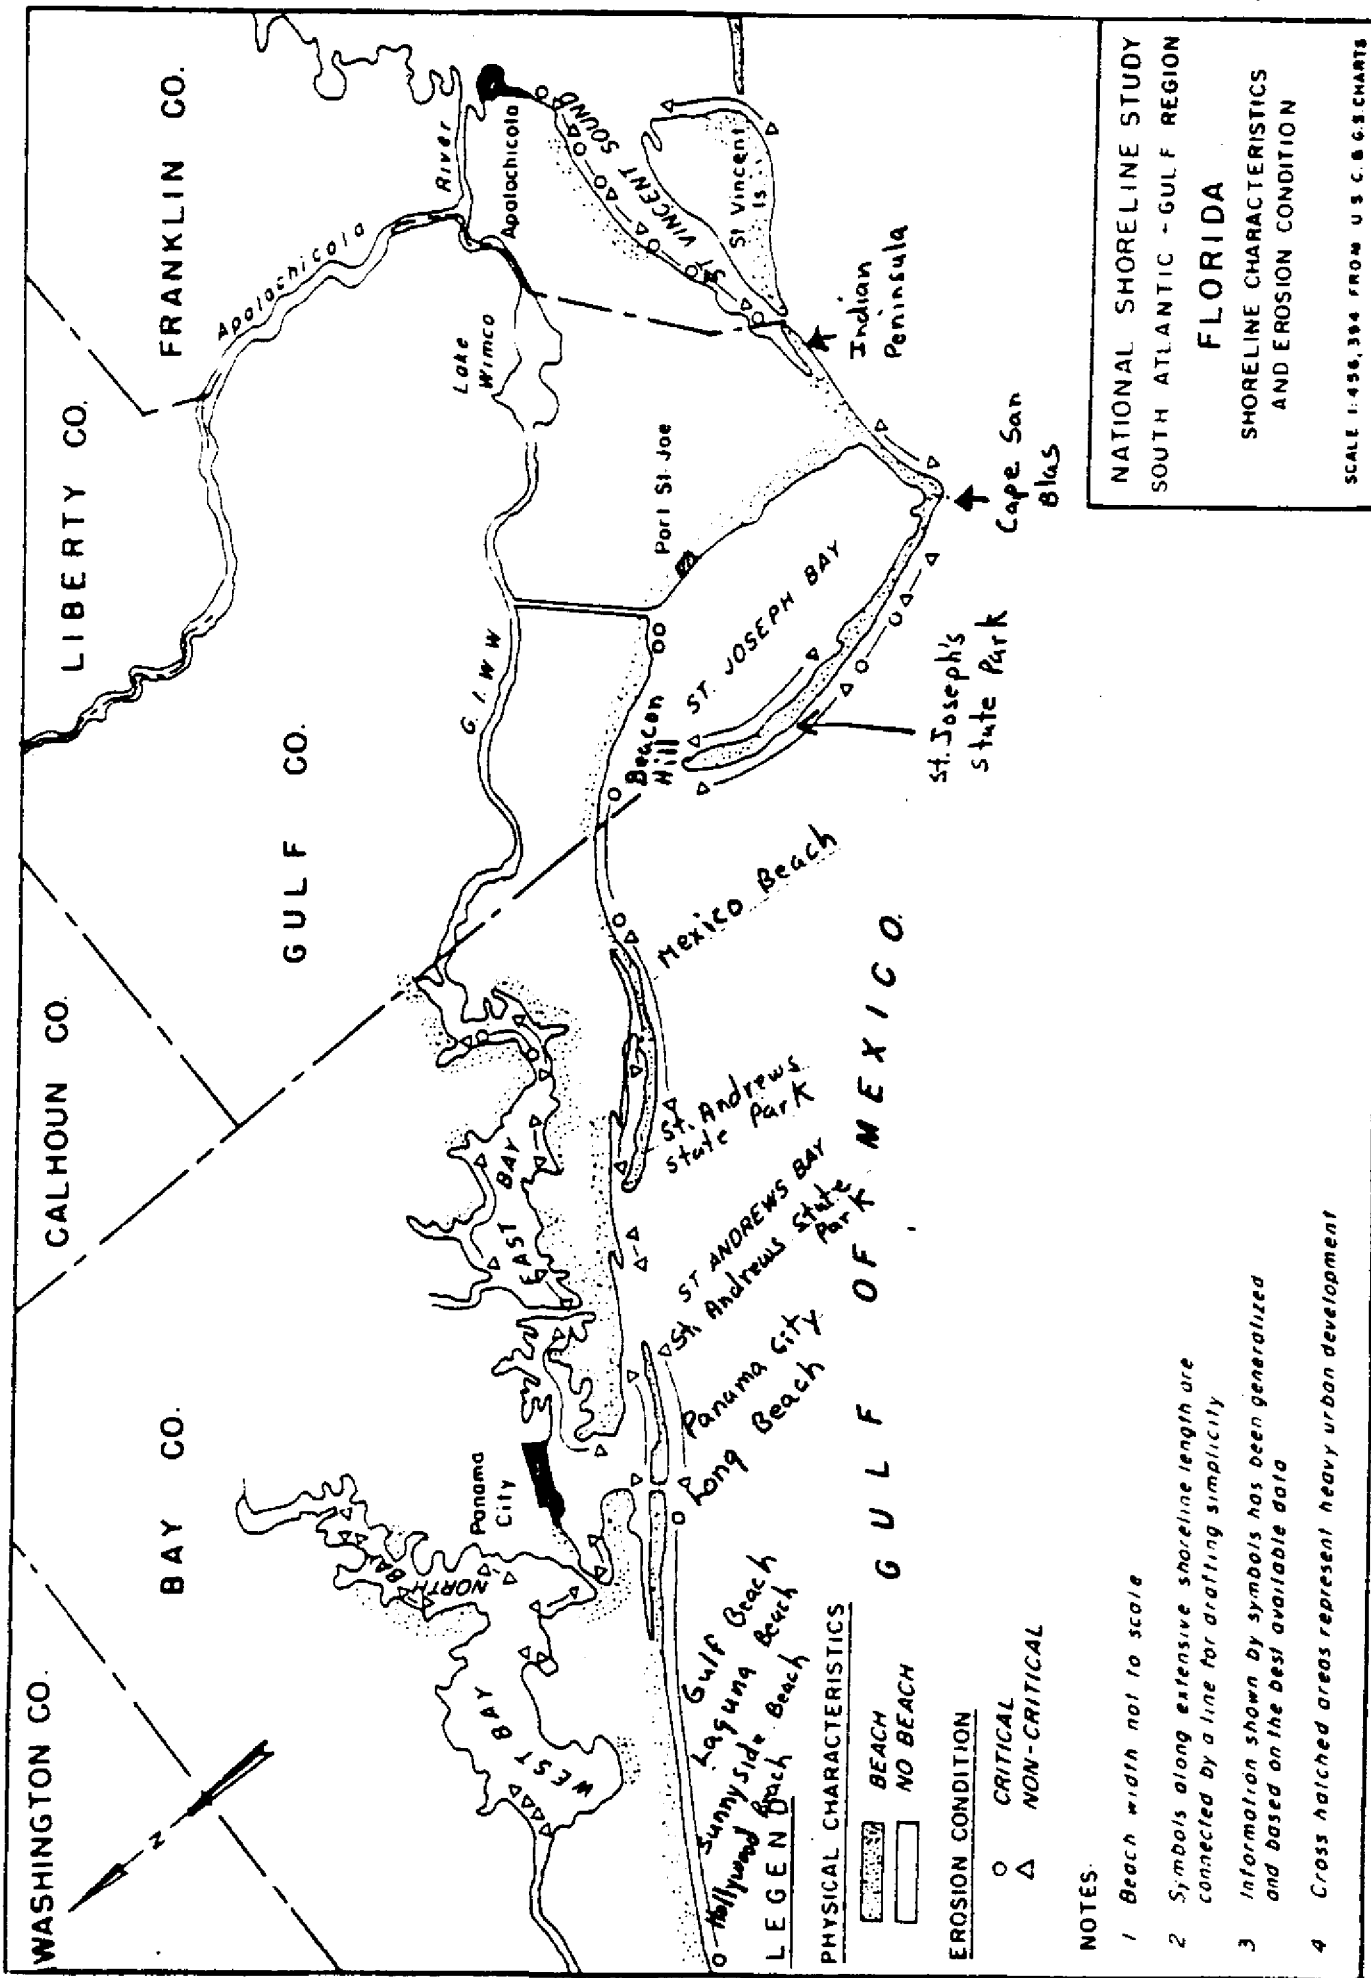 WASHINGTON CO.
CALHOUN CO.
LIBERTY CO.
FRANKLIN CO.
BAY CO.
GULF CO.
N
Apalachicola
River
Apalachicola
Lake
Wimico
G. I. W W
Port St. Joe
ST. VINCENT SOUND
St Vincent
Is.
Indian
Peninsula
Cape San
Blas
ST. JOSEPH BAY
St. Joseph's
State Park
Beacon
Hill
Mexico Beach
EAST BAY
St. Andrews
State Park
ST ANDREWS BAY
St. Andrews State
Park
Panama City
Beach
Long
Panama
City
NORTH
BAY
WEST BAY
Gulf Beach
Laguna Beach
Sunnyside Beach
Hollywood Beach
GULF OF MEXICO
LEGEND
PHYSICAL CHARACTERISTICS
BEACH
NO BEACH
EROSION CONDITION
CRITICAL
NON-CRITICAL
NOTES:
1 Beach width not to scale
2 Symbols along extensive shoreline length are
connected by a line for drafting simplicity
3 Information shown by symbols has been generalized
and based on the best available data
4 Cross hatched areas represent heavy urban development
NATIONAL SHORELINE STUDY
SOUTH ATLANTIC - GULF REGION
FLORIDA
SHORELINE CHARACTERISTICS
AND EROSION CONDITION
SCALE 1:456,394 FROM U S C. & G.S. CHARTS